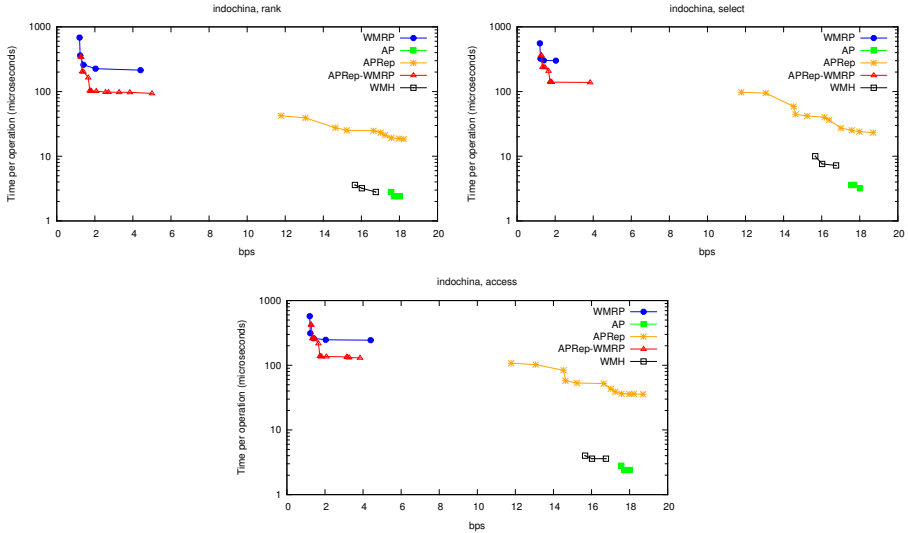 indochina, rank
Time per operation (microseconds)
1000
100
10
1
0 2 4 6 8 10 12 14 16 18 20
bps
WMRP
AP
APRep
APRep-WMRP
WMH
indochina, select
Time per operation (microseconds)
1000
100
10
1
0 2 4 6 8 10 12 14 16 18 20
bps
WMRP
AP
APRep
APRep-WMRP
WMH
indochina, access
Time per operation (microseconds)
1000
100
10
1
0 2 4 6 8 10 12 14 16 18 20
bps
WMRP
AP
APRep
APRep-WMRP
WMH